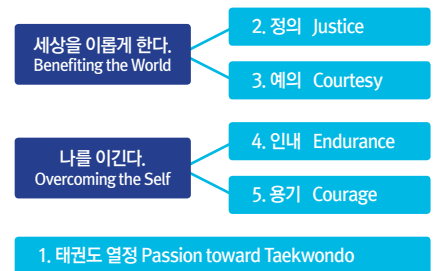 세상을 이롭게 한다.
Benefiting the World
2. 정의 Justice
3. 예의 Courtesy
나를 이긴다.
Overcoming the Self
4. 인내 Endurance
5. 용기 Courage
1. 태권도 열정 Passion toward Taekwondo